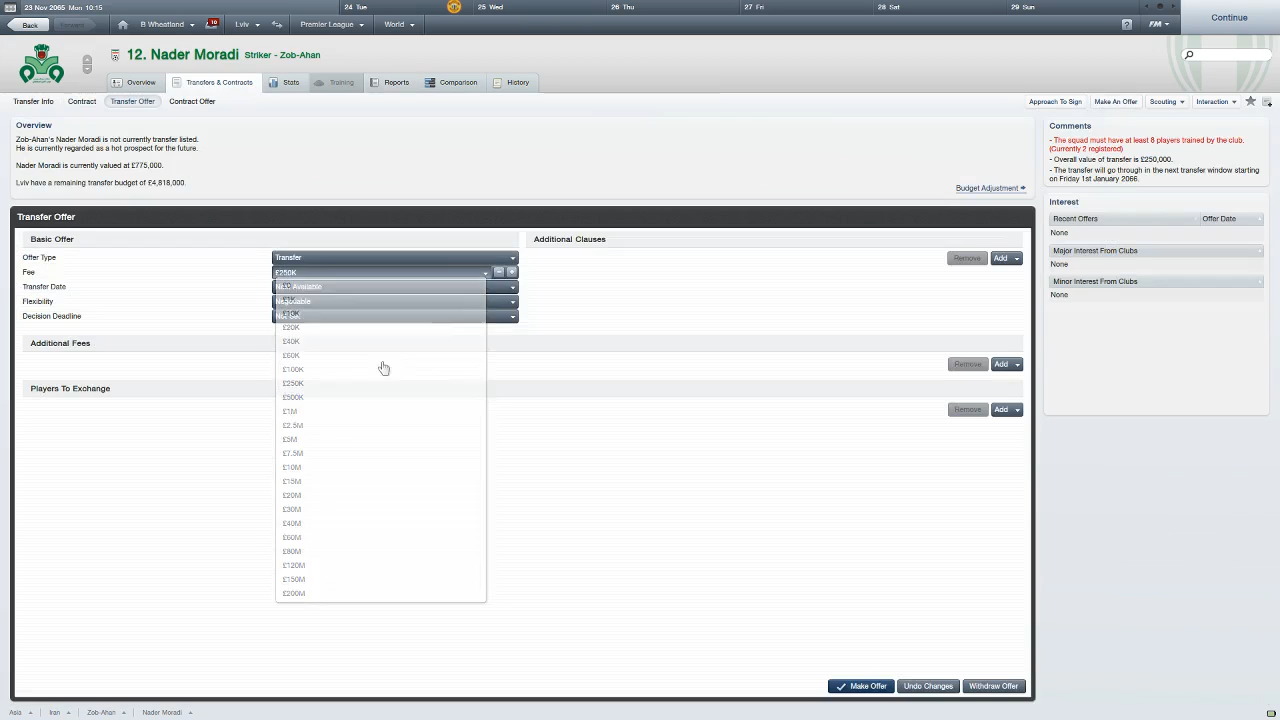 23 Nov 2065 Mon 10:15
24 Tue
25 Wed
26 Thu
27 Fri
28 Sat
29 Sun
Continue
Back
Forward
B Wheatland
10
Lviv
Premier League
World
?
FM
12. Nader Moradi Striker - Zob-Ahan
Overview
Transfers & Contracts
Stats
Training
Reports
Comparison
History
Transfer Info
Contract
Transfer Offer
Contract Offer
Approach To Sign
Make An Offer
Scouting
Interaction
Overview
Zob-Ahan's Nader Moradi is not currently transfer listed.
He is currently regarded as a hot prospect for the future.
Nader Moradi is currently valued at £775,000.
Lviv have a remaining transfer budget of £4,818,000.
Budget Adjustment
Comments
- The squad must have at least 8 players trained by the club.
(Currently 2 registered)
- Overall value of transfer is £250,000.
- The transfer will go through in the next transfer window starting
on Friday 1st January 2066.
Interest
Recent Offers Offer Date
None
Major Interest From Clubs
None
Minor Interest From Clubs
None
Transfer Offer
Basic Offer
Offer Type Transfer
Fee £250K
Transfer Date Next Available
Flexibility Negotiable
Decision Deadline Not Set
£10K
£20K
£40K
£60K
£100K
£250K
£500K
£1M
£2.5M
£5M
£7.5M
£10M
£15M
£20M
£30M
£40M
£60M
£80M
£120M
£150M
£200M
Additional Clauses
Remove Add
Additional Fees
Remove Add
Players To Exchange
Remove Add
Make Offer
Undo Changes
Withdraw Offer
Asia
Iran
Zob-Ahan
Nader Moradi